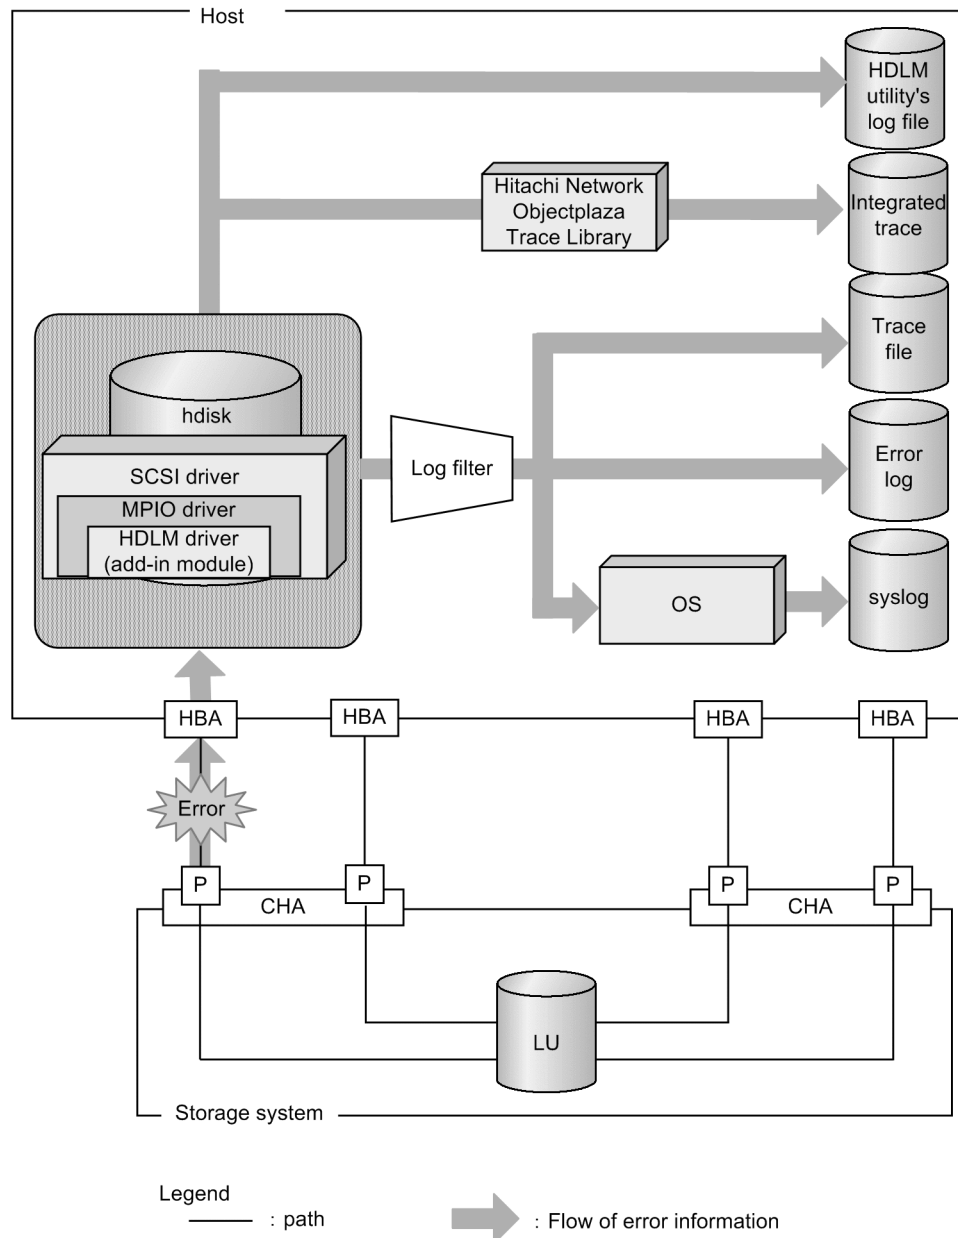 Host
HDLM
utility's
log file
Hitachi Network
Objectplaza
Trace Library
Integrated
trace
Trace
file
hdisk
SCSI driver
MPIO driver
HDLM driver
(add-in module)
Log filter
Error
log
OS
syslog
HBA
HBA
HBA
HBA
Error
P
P
P
P
CHA
CHA
LU
Storage system
Legend
: path
: Flow of error information